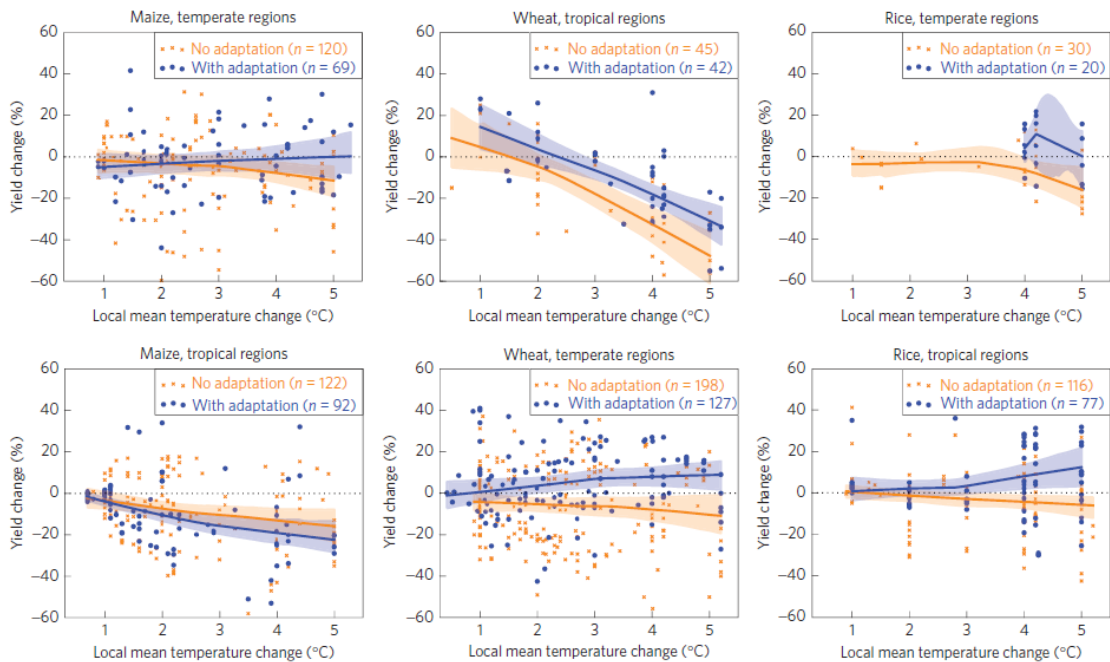 Maize, temperate regions
No adaptation (n = 120)
With adaptation (n = 69)
60
40
20
0
−20
−40
−60
Yield change (%)
1 2 3 4 5
Local mean temperature change (°C)
Wheat, tropical regions
No adaptation (n = 45)
With adaptation (n = 42)
60
40
20
0
−20
−40
−60
Yield change (%)
1 2 3 4 5
Local mean temperature change (°C)
Rice, temperate regions
No adaptation (n = 30)
With adaptation (n = 20)
60
40
20
0
−20
−40
−60
Yield change (%)
1 2 3 4 5
Local mean temperature change (°C)
Maize, tropical regions
No adaptation (n = 122)
With adaptation (n = 92)
60
40
20
0
−20
−40
−60
Yield change (%)
1 2 3 4 5
Local mean temperature change (°C)
Wheat, temperate regions
No adaptation (n = 198)
With adaptation (n = 127)
60
40
20
0
−20
−40
−60
Yield change (%)
1 2 3 4 5
Local mean temperature change (°C)
Rice, tropical regions
No adaptation (n = 116)
With adaptation (n = 77)
60
40
20
0
−20
−40
−60
Yield change (%)
1 2 3 4 5
Local mean temperature change (°C)